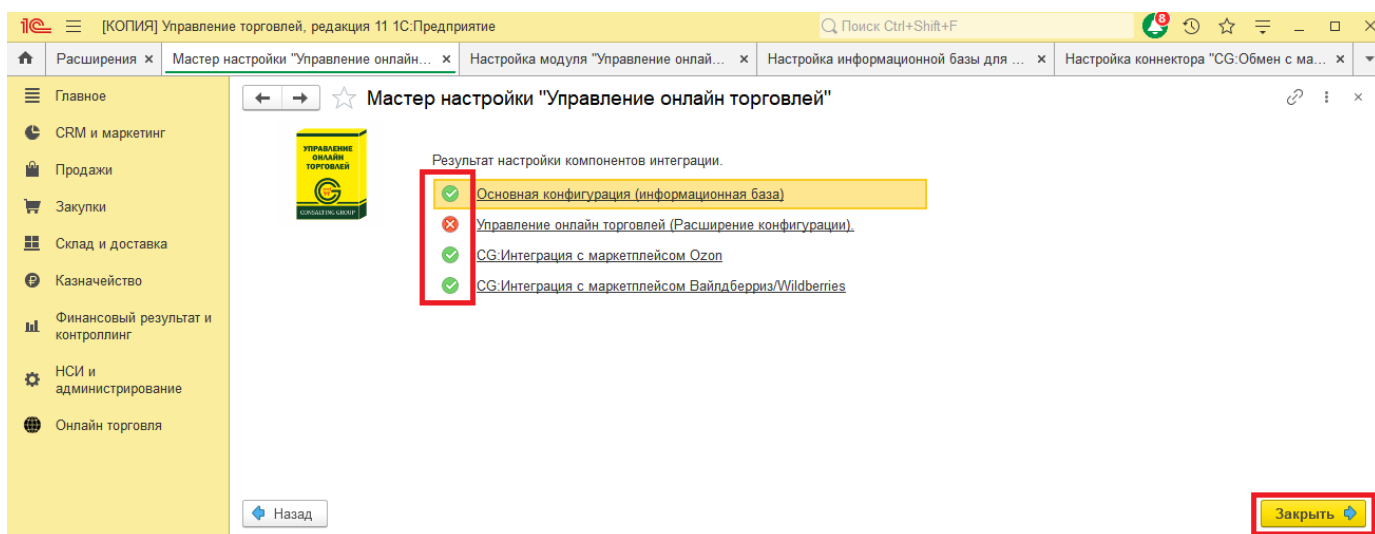 1С [КОПИЯ] Управление торговлей, редакция 11 1С:Предприятие Поиск Ctrl+Shift+F 8
Расширения × Мастер настройки "Управление онлайн... × Настройка модуля "Управление онлай... × Настройка информационной базы для ... × Настройка коннектора "CG:Обмен с ма... ×
Главное
CRM и маркетинг
Продажи
Закупки
Склад и доставка
Казначейство
Финансовый результат и
контроллинг
НСИ и
администрирование
Онлайн торговля
Мастер настройки "Управление онлайн торговлей"
УПРАВЛЕНИЕ
ОНЛАЙН
ТОРГОВЛЕЙ
CONSALTING GROUP
Результат настройки компонентов интеграции.
Основная конфигурация (информационная база)
Управление онлайн торговлей (Расширение конфигурации).
CG:Интеграция с маркетплейсом Ozon
CG:Интеграция с маркетплейсом Вайлдберриз/Wildberries
Назад
Закрыть